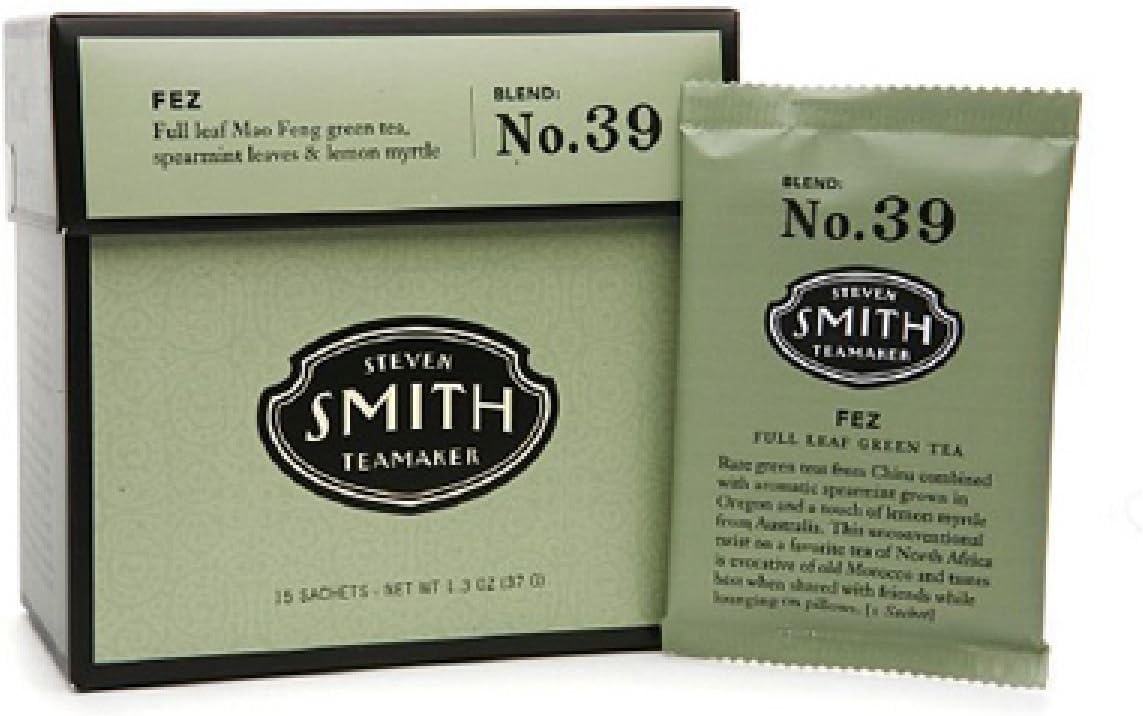 FEZ
Full leaf Mao Feng green tea,
spearmint leaves & lemon myrtle
BLEND:
No.39
STEVEN
SMITH
TEAMAKER
15 SACHETS - NET WT 1.3 OZ (37 G)
BLEND:
No.39
STEVEN
SMITH
TEAMAKER
FEZ
FULL LEAF GREEN TEA
Rare green teas from China combined
with aromatic spearmint grown in
Oregon and a touch of lemon myrtle
from Australia. This unconventional
twist on a favorite tea of North Africa
is evocative of old Morocco and tastes
best when shared with friends while
lounging on pillows. [1 Sachet]